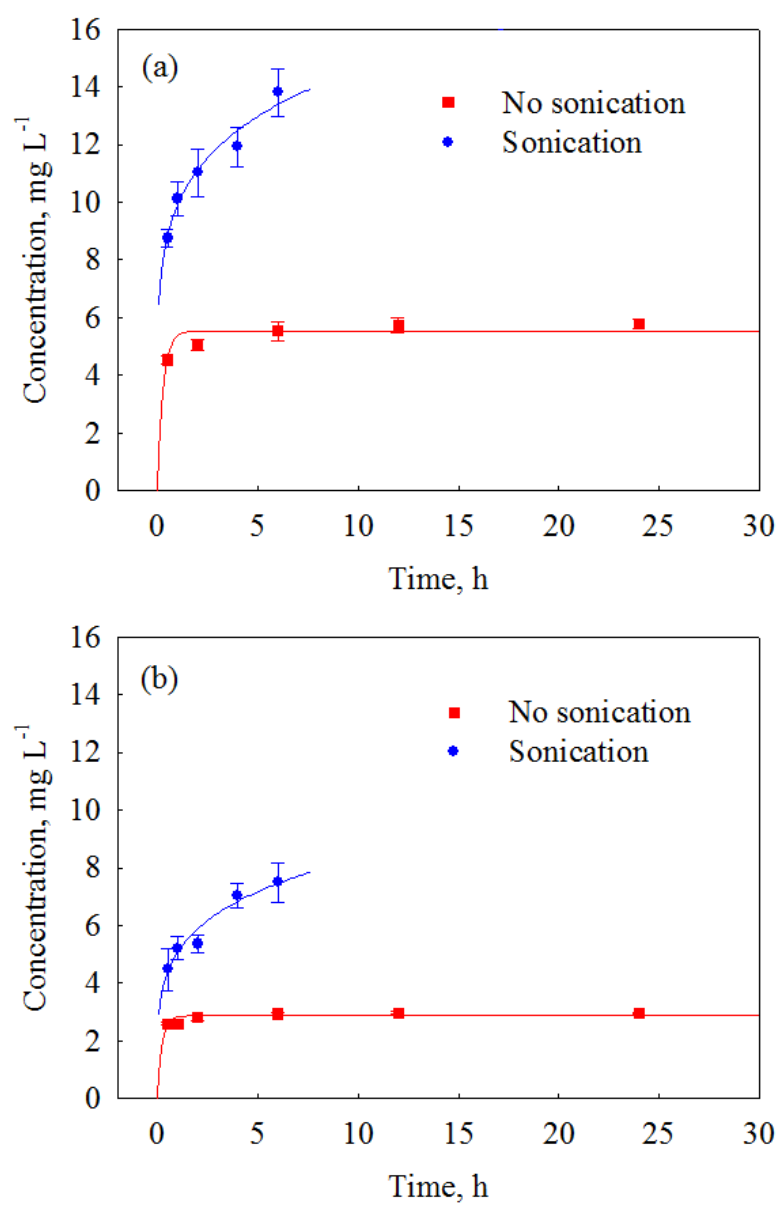 16
(a)
14
No sonication
Sonication
12
10
8
6
4
2
0
Concentration, mg L⁻¹
0 5 10 15 20 25 30
Time, h
16
(b)
14
No sonication
Sonication
12
10
8
6
4
2
0
Concentration, mg L⁻¹
0 5 10 15 20 25 30
Time, h